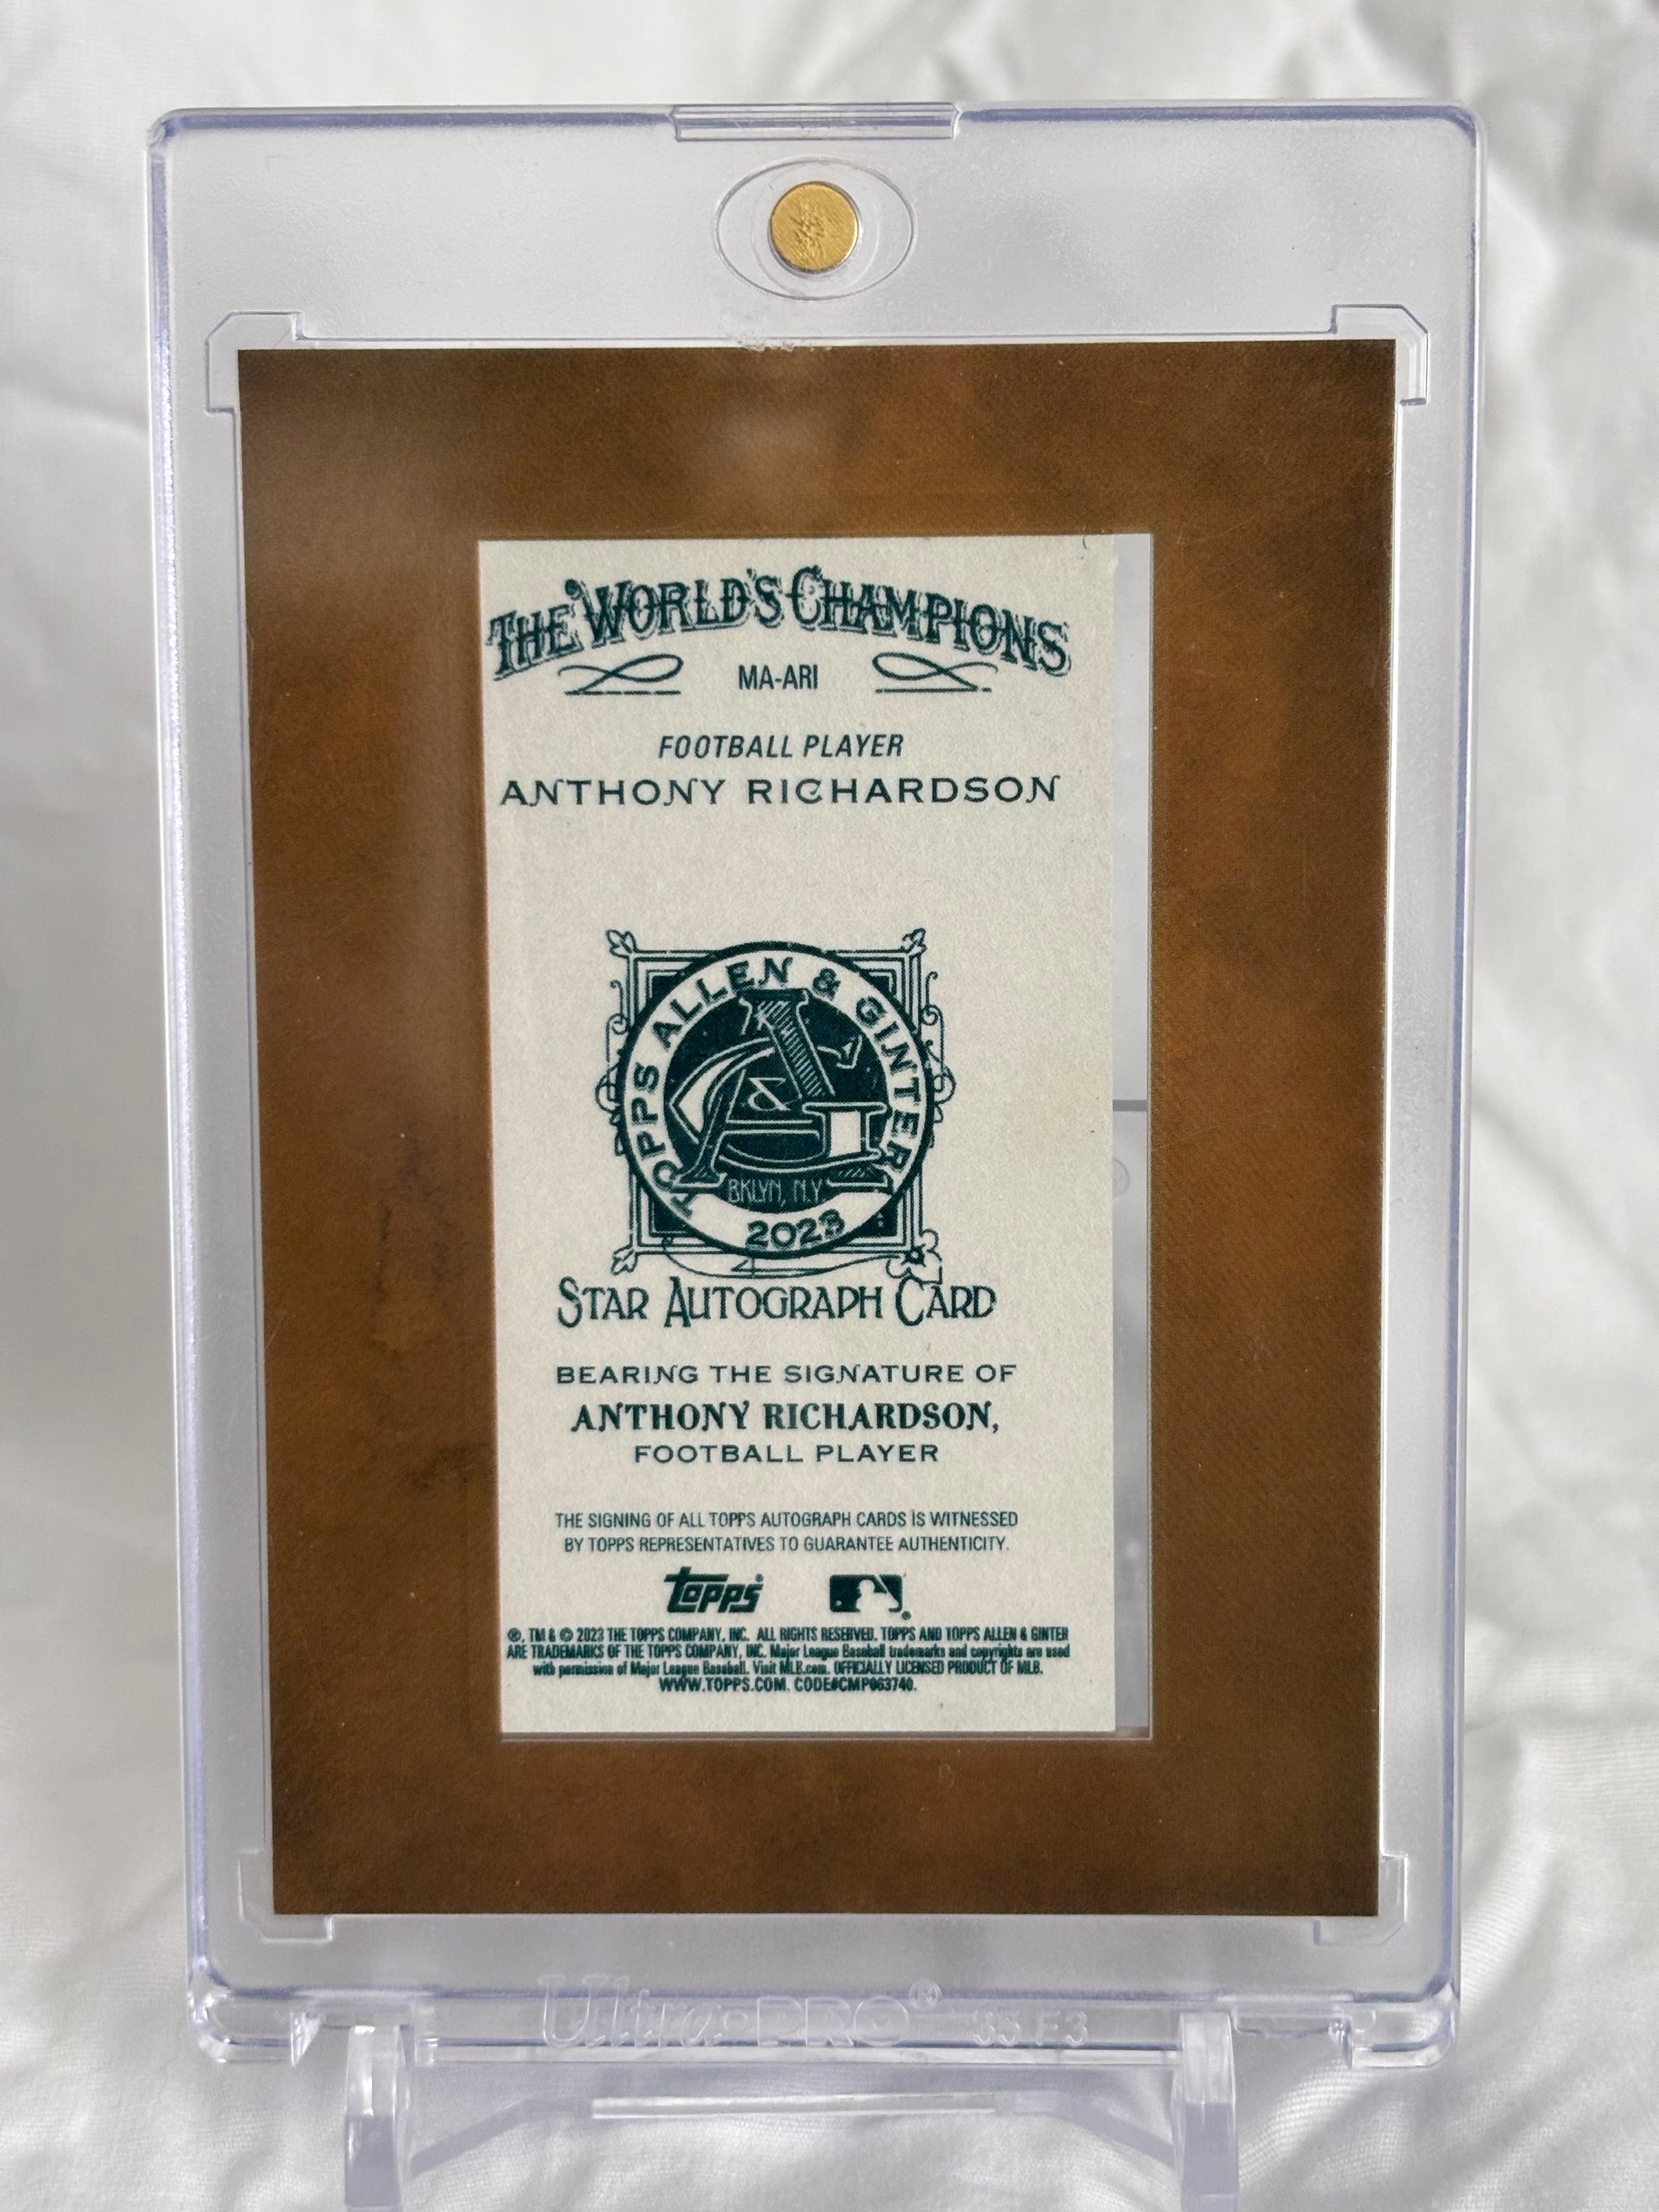 THE WORLD'S CHAMPIONS
MA-ARI
FOOTBALL PLAYER
ANTHONY RICHARDSON
TOPPS ALLEN & GINTER
A & G
BKLYN, N.Y
2023
STAR AUTOGRAPH CARD
BEARING THE SIGNATURE OF
ANTHONY RICHARDSON,
FOOTBALL PLAYER
THE SIGNING OF ALL TOPPS AUTOGRAPH CARDS IS WITNESSED
BY TOPPS REPRESENTATIVES TO GUARANTEE AUTHENTICITY.
topps®
®, TM & © 2023 THE TOPPS COMPANY, INC. ALL RIGHTS RESERVED. TOPPS AND TOPPS ALLEN & GINTER
ARE TRADEMARKS OF THE TOPPS COMPANY, INC. Major League Baseball trademarks and copyrights are used
with permission of Major League Baseball. Visit MLB.com. OFFICIALLY LICENSED PRODUCT OF MLB.
WWW.TOPPS.COM. CODE#CMP063740.
Ultra•PRO® 35 F3